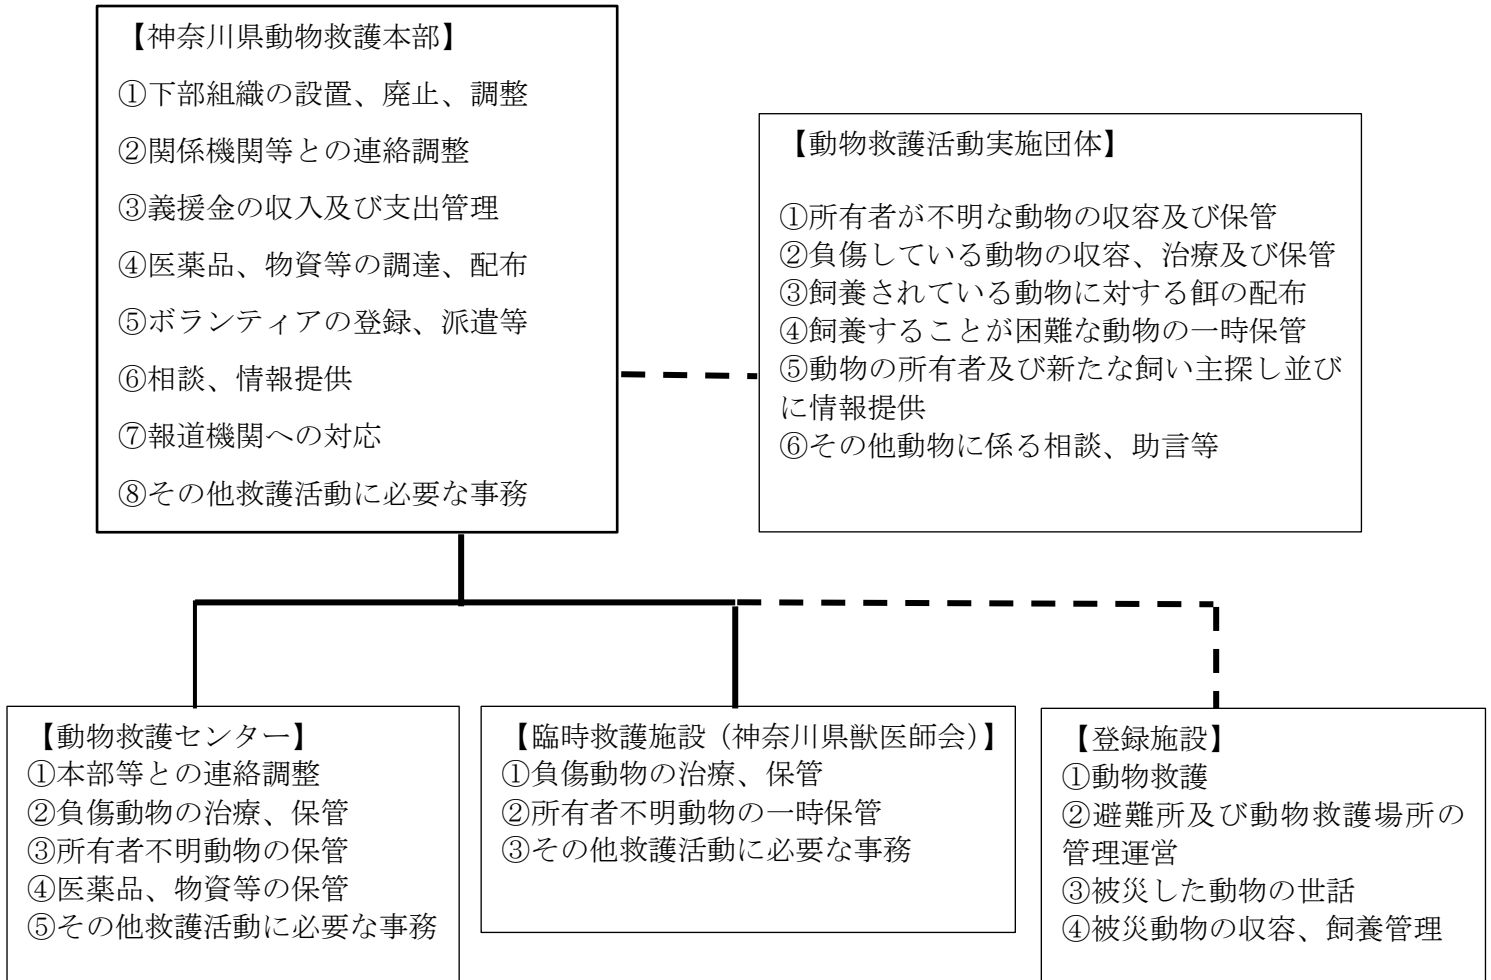 【神奈川県動物救護本部】
①下部組織の設置、廃止、調整
②関係機関等との連絡調整
③義援金の収入及び支出管理
④医薬品、物資等の調達、配布
⑤ボランティアの登録、派遣等
⑥相談、情報提供
⑦報道機関への対応
⑧その他救護活動に必要な事務
【動物救護活動実施団体】
①所有者が不明な動物の収容及び保管
②負傷している動物の収容、治療及び保管
③飼養されている動物に対する餌の配布
④飼養することが困難な動物の一時保管
⑤動物の所有者及び新たな飼い主探し並び
に情報提供
⑥その他動物に係る相談、助言等
【動物救護センター】
①本部等との連絡調整
②負傷動物の治療、保管
③所有者不明動物の保管
④医薬品、物資等の保管
⑤その他救護活動に必要な事務
【臨時救護施設（神奈川県獣医師会）】
①負傷動物の治療、保管
②所有者不明動物の一時保管
③その他救護活動に必要な事務
【登録施設】
①動物救護
②避難所及び動物救護場所の
管理運営
③被災した動物の世話
④被災動物の収容、飼養管理